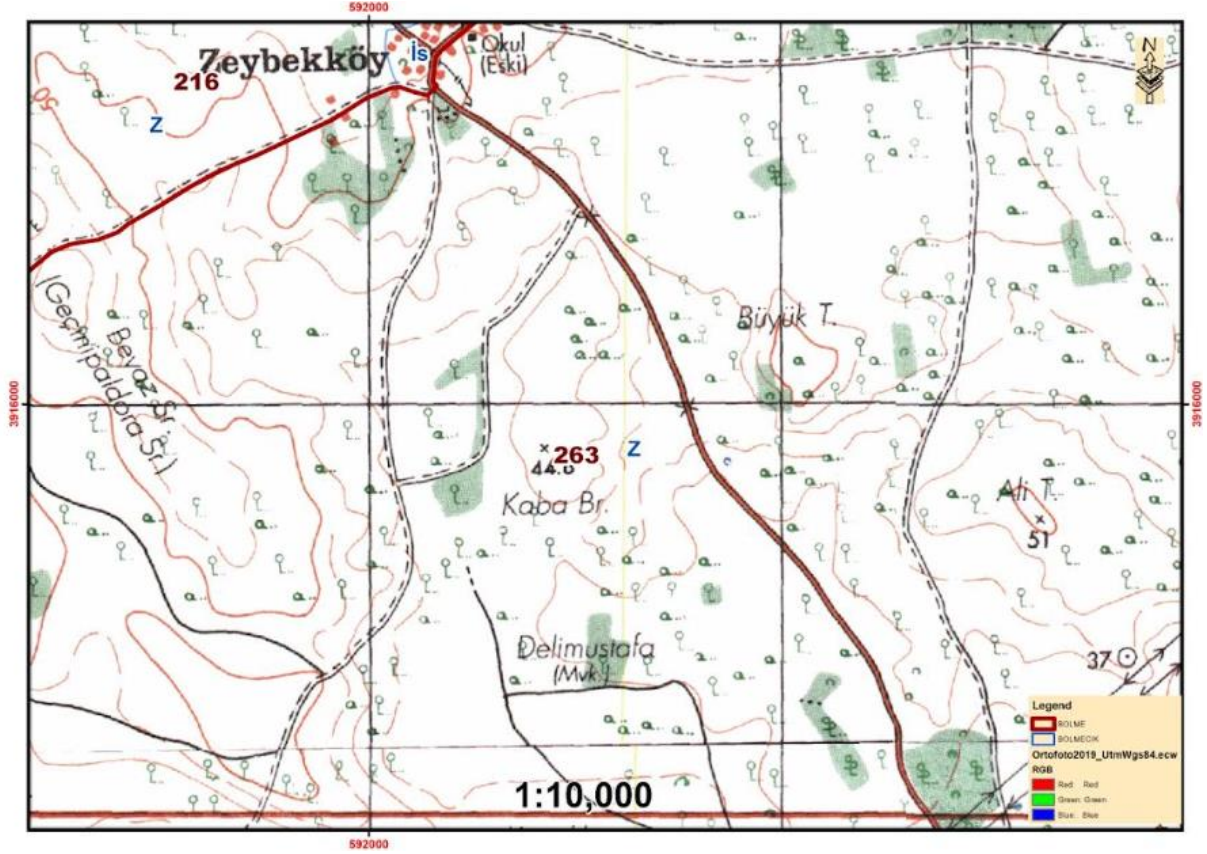 592000
N
Zeybekköy
İs
Okul
(Eski)
216
Z
50
Beyaz Sr.
(Geçmipaldora Sr.)
Büyük T.
3916000
3916000
263
Z
44.6
Kaba Br.
Ali T.
51
Delimustafa
(Mvk.)
37
1:10,000
Legend
BOLME
BOLMECIK
Ortofoto2019_UtmWgs84.ecw
RGB
Red: Red
Green: Green
Blue: Blue
592000